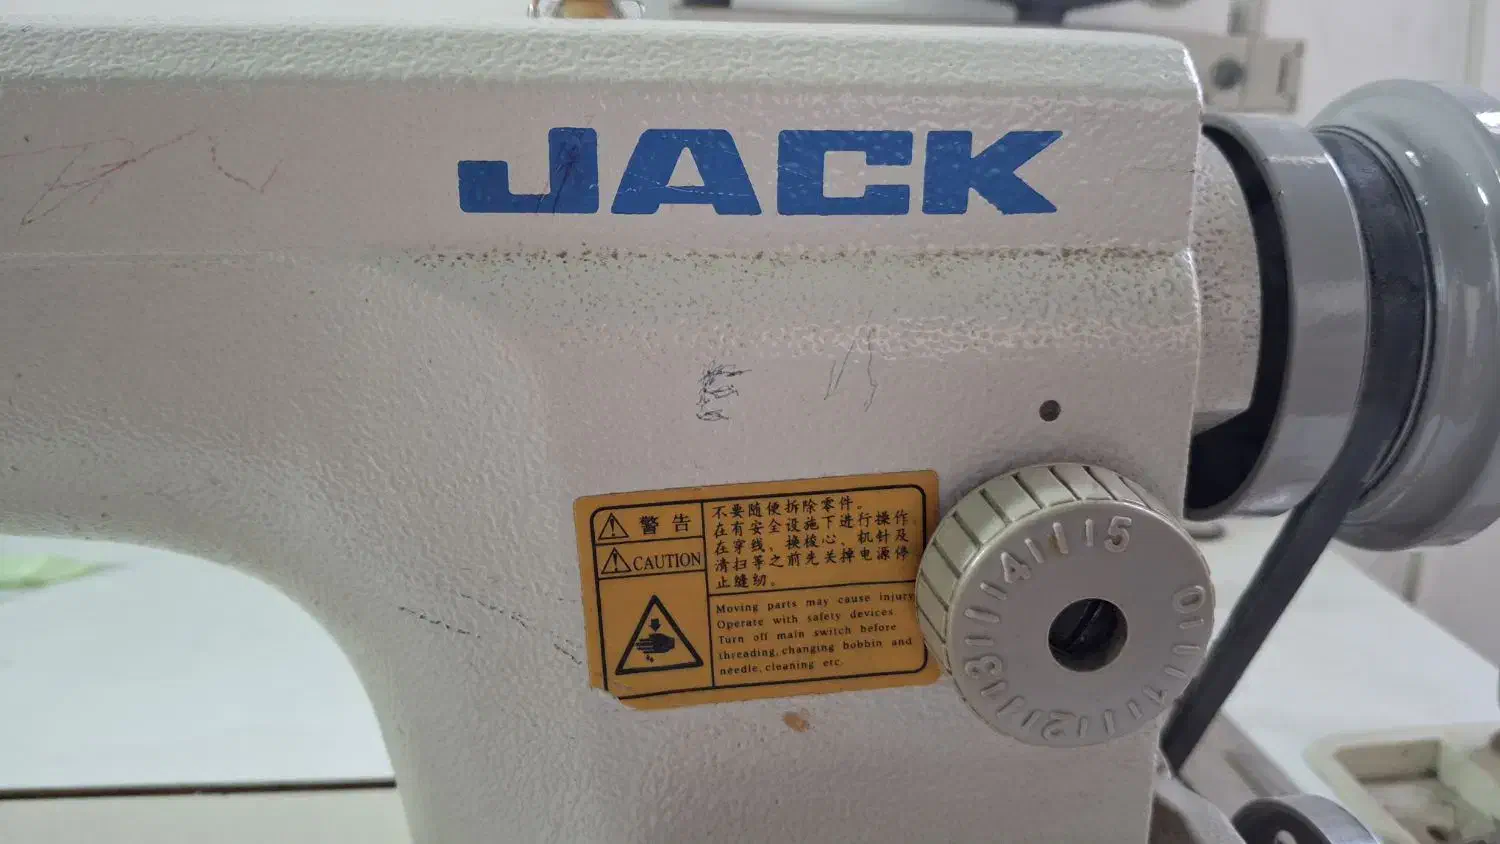 JACK
E
警告
CAUTION
不要随便拆除零件。
在有安全设施下进行操作。
在穿线、换梭心、机针及
清扫等之前先关掉电源停
止缝纫。
Moving parts may cause injury
Operate with safety devices
Turn off main switch before
threading, changing bobbin and
needle, cleaning etc.
0
1
2
3
4
5